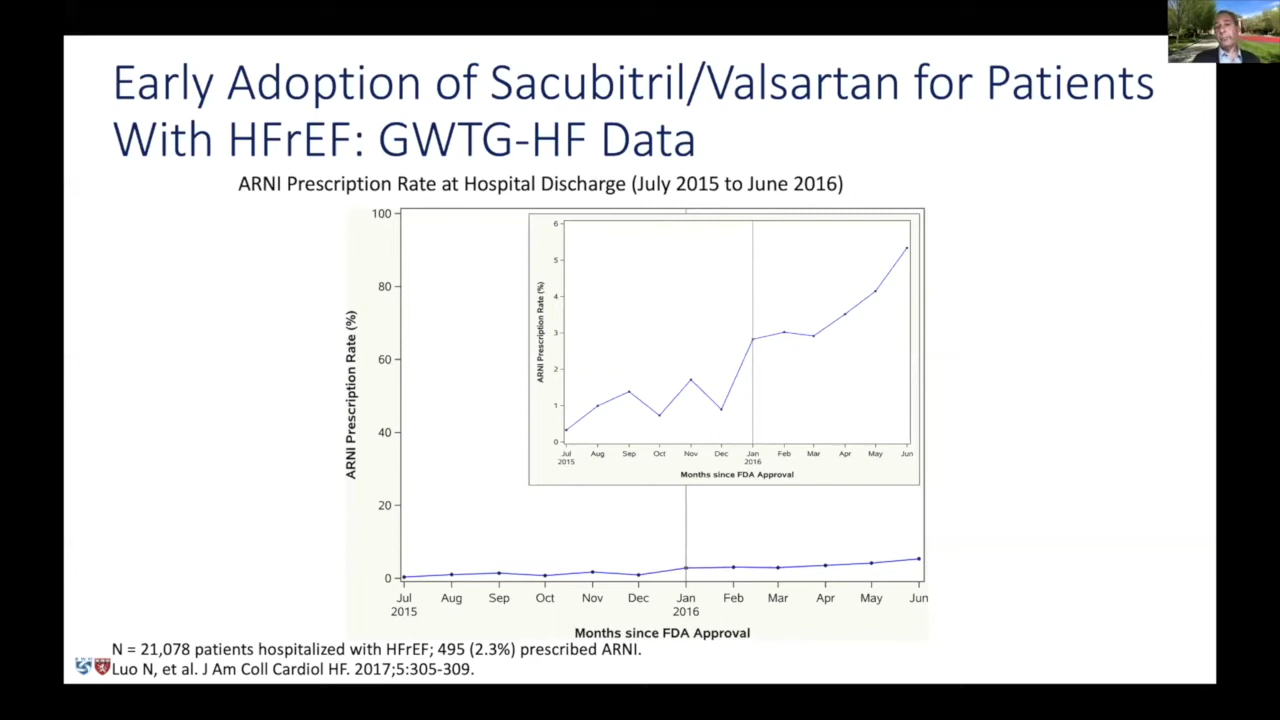 Early Adoption of Sacubitril/Valsartan for Patients
With HFrEF: GWTG-HF Data
ARNI Prescription Rate at Hospital Discharge (July 2015 to June 2016)
ARNI Prescription Rate (%)
100
80
60
40
20
0
Jul Aug Sep Oct Nov Dec Jan Feb Mar Apr May Jun
2015 2016
Months since FDA Approval
ARNI Prescription Rate (%)
6
5
4
3
2
1
0
Jul Aug Sep Oct Nov Dec Jan Feb Mar Apr May Jun
2015 2016
Months since FDA Approval
N = 21,078 patients hospitalized with HFrEF; 495 (2.3%) prescribed ARNI.
Luo N, et al. J Am Coll Cardiol HF. 2017;5:305-309.